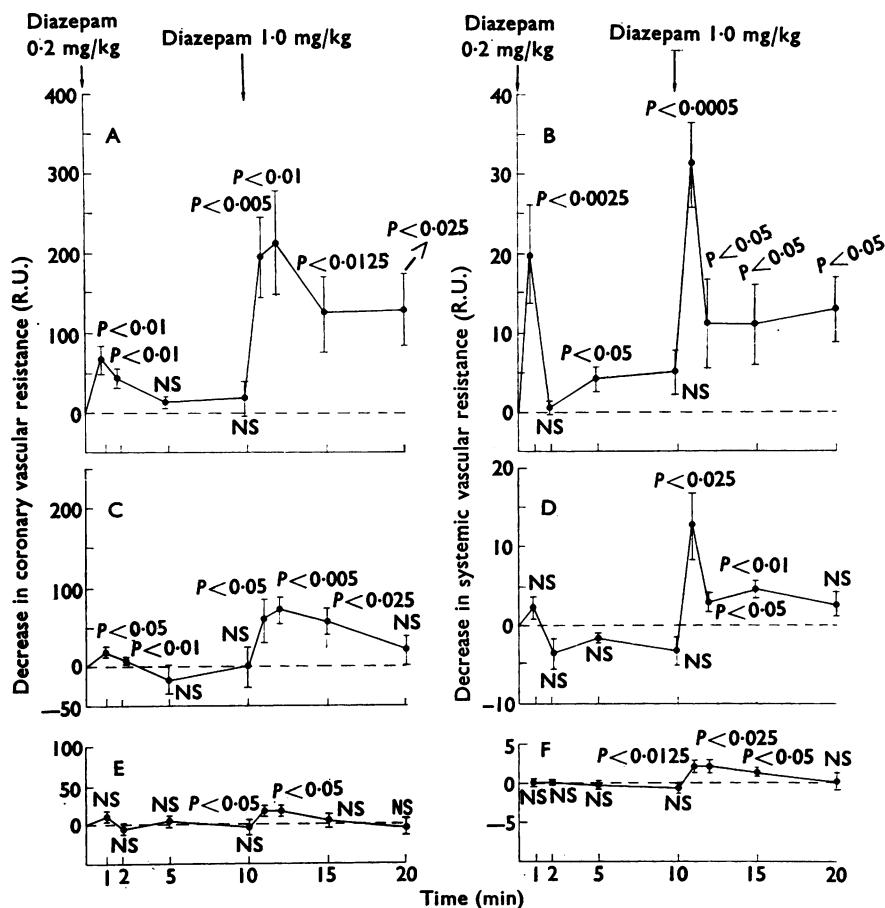 Diazepam
0·2 mg/kg
Diazepam 1·0 mg/kg
Decrease in coronary vascular resistance (R.U.)
400
300
200
100
0
A
P<0·01
P<0·01
NS
NS
P<0·005
P<0·01
P<0·0125
P<0·025
200
100
0
—50
C
P<0·05
P<0·01
NS
NS
P<0·05
P<0·005
P<0·025
NS
100
50
0
E
NS
NS
NS
NS
P<0·05
P<0·05
NS
NS
1 2 5 10 15 20
Diazepam
0·2 mg/kg
Diazepam 1·0 mg/kg
Decrease in systemic vascular resistance (R.U.)
40
30
20
10
0
B
P<0·0025
NS
P<0·05
NS
P<0·0005
P<0·05
P<0·05
P<0·05
20
10
0
—10
D
NS
NS
NS
NS
P<0·025
P<0·05
P<0·01
NS
5
0
—5
F
NS
NS
NS
NS
P<0·0125
P<0·025
P<0·05
NS
1 2 5 10 15 20
Time (min)